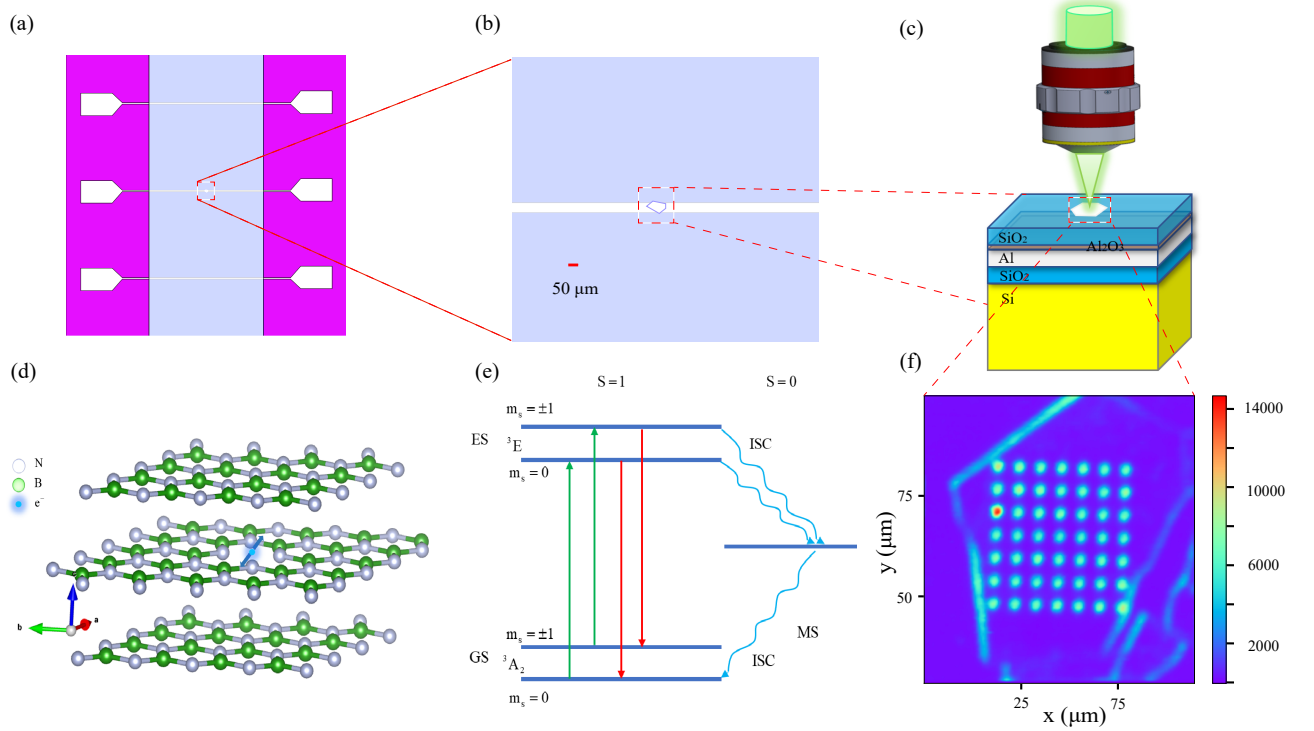 (a)
(b)
50 μm
(c)
SiO₂
Al₂O₃
Al
SiO₂
Si
(d)
N
B
e⁻
b
a
(e)
S = 1
S = 0
mₛ = ±1
ES
³E
ISC
mₛ = 0
mₛ = ±1
MS
GS
³A₂
ISC
mₛ = 0
(f)
14000
10000
6000
2000
75
50
y (μm)
25
75
x (μm)